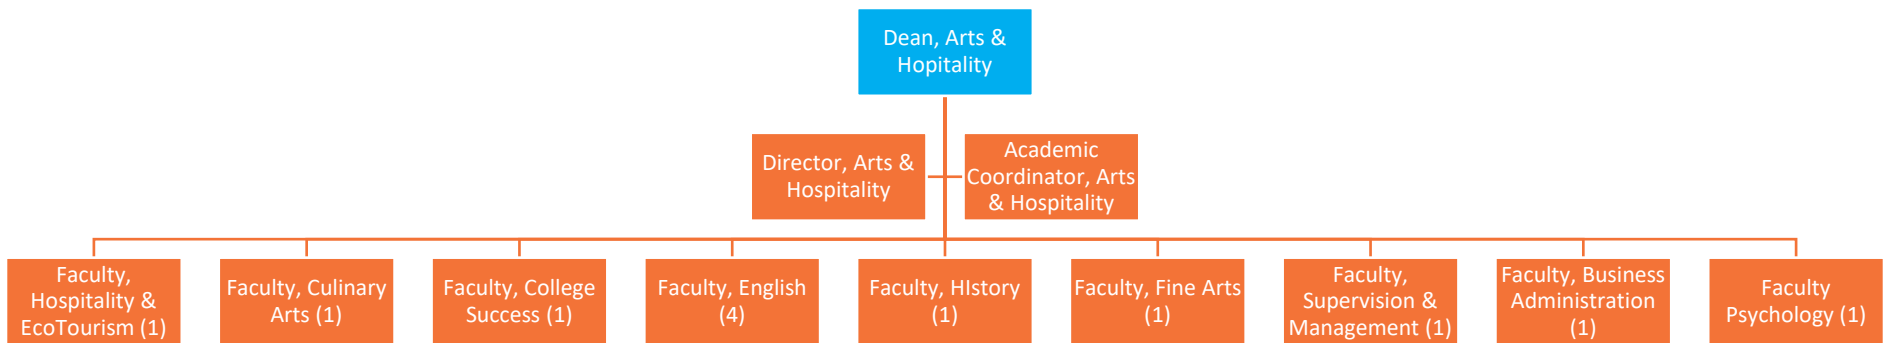 Dean, Arts &
Hopitality
Director, Arts &
Hospitality
Academic
Coordinator, Arts
& Hospitality
Faculty,
Hospitality &
EcoTourism (1)
Faculty, Culinary
Arts (1)
Faculty, College
Success (1)
Faculty, English
(4)
Faculty, HIstory
(1)
Faculty, Fine Arts
(1)
Faculty,
Supervision &
Management (1)
Faculty, Business
Administration
(1)
Faculty
Psychology (1)